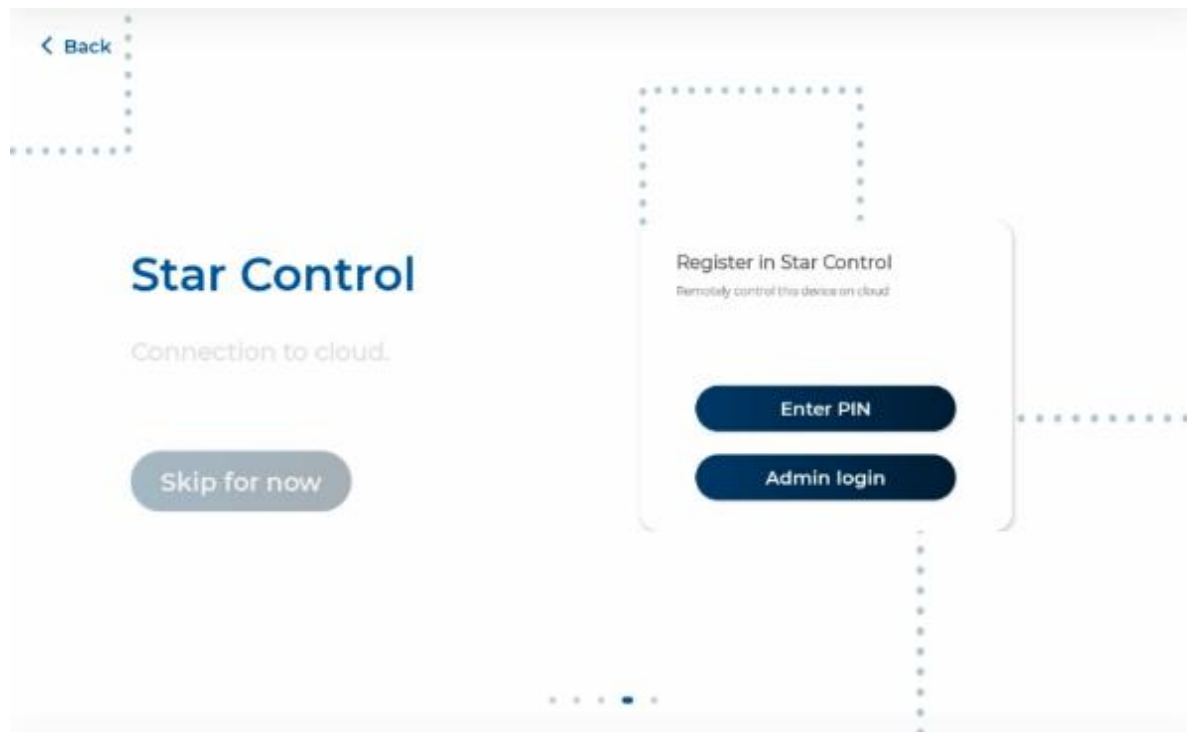 Back
Star Control
Connection to cloud.
Skip for now
Register in Star Control
Remotely control this device on cloud
Enter PIN
Admin login